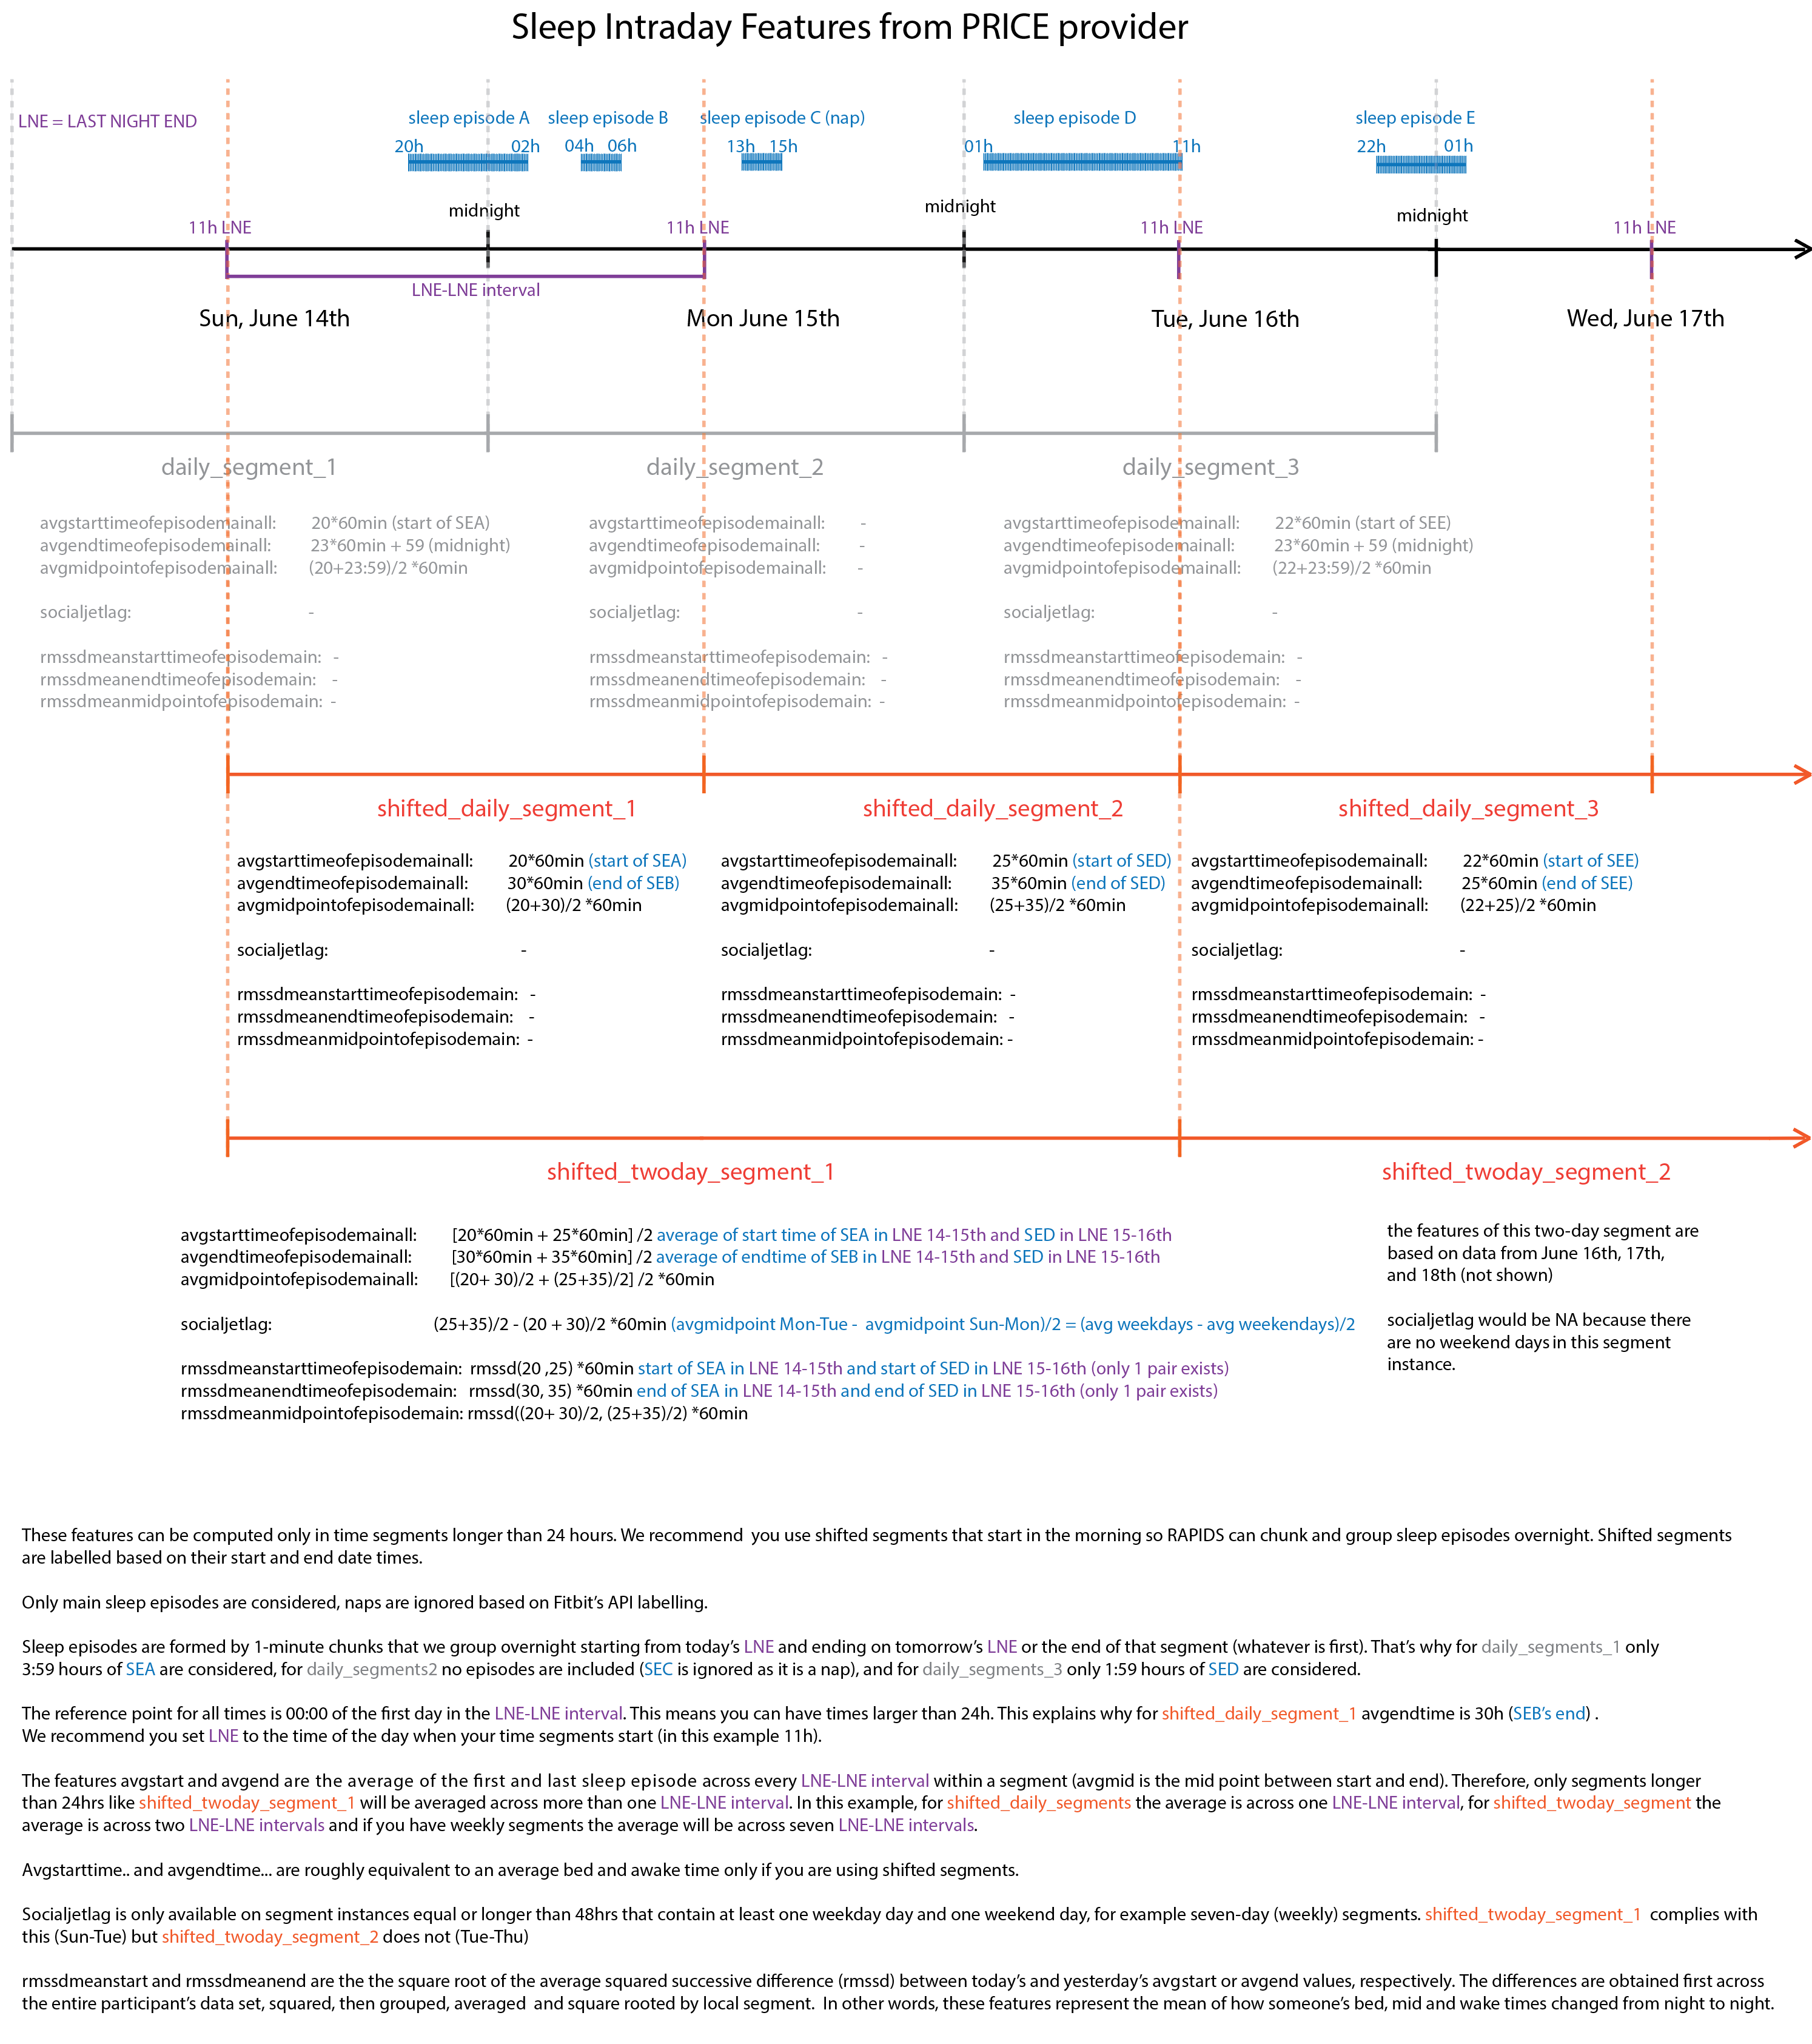 Sleep Intraday Features from PRICE provider
LNE = LAST NIGHT END
sleep episode A
sleep episode B
sleep episode C (nap)
sleep episode D
sleep episode E
20h
02h
04h
06h
13h
15h
01h
11h
22h
01h
midnight
midnight
midnight
11h LNE
11h LNE
11h LNE
11h LNE
LNE-LNE interval
Sun, June 14th
Mon June 15th
Tue, June 16th
Wed, June 17th
daily_segment_1
daily_segment_2
daily_segment_3
avgstarttimeofepisodemainall: 20*60min (start of SEA)
avgendtimeofepisodemainall: 23*60min + 59 (midnight)
avgmidpointofepisodemainall: (20+23:59)/2 *60min
socialjetlag: -
rmssdmeanstarttimeofepisodemain: -
rmssdmeanendtimeofepisodemain: -
rmssdmeanmidpointofepisodemain: -
avgstarttimeofepisodemainall: -
avgendtimeofepisodemainall: -
avgmidpointofepisodemainall: -
socialjetlag: -
rmssdmeanstarttimeofepisodemain: -
rmssdmeanendtimeofepisodemain: -
rmssdmeanmidpointofepisodemain: -
avgstarttimeofepisodemainall: 22*60min (start of SEE)
avgendtimeofepisodemainall: 23*60min + 59 (midnight)
avgmidpointofepisodemainall: (22+23:59)/2 *60min
socialjetlag: -
rmssdmeanstarttimeofepisodemain: -
rmssdmeanendtimeofepisodemain: -
rmssdmeanmidpointofepisodemain: -
shifted_daily_segment_1
shifted_daily_segment_2
shifted_daily_segment_3
avgstarttimeofepisodemainall: 20*60min (start of SEA)
avgendtimeofepisodemainall: 30*60min (end of SEB)
avgmidpointofepisodemainall: (20+30)/2 *60min
socialjetlag: -
rmssdmeanstarttimeofepisodemain: -
rmssdmeanendtimeofepisodemain: -
rmssdmeanmidpointofepisodemain: -
avgstarttimeofepisodemainall: 25*60min (start of SED)
avgendtimeofepisodemainall: 35*60min (end of SED)
avgmidpointofepisodemainall: (25+35)/2 *60min
socialjetlag: -
rmssdmeanstarttimeofepisodemain: -
rmssdmeanendtimeofepisodemain: -
rmssdmeanmidpointofepisodemain: -
avgstarttimeofepisodemainall: 22*60min (start of SEE)
avgendtimeofepisodemainall: 25*60min (end of SEE)
avgmidpointofepisodemainall: (22+25)/2 *60min
socialjetlag: -
rmssdmeanstarttimeofepisodemain: -
rmssdmeanendtimeofepisodemain: -
rmssdmeanmidpointofepisodemain: -
shifted_twoday_segment_1
shifted_twoday_segment_2
avgstarttimeofepisodemainall: [20*60min + 25*60min] /2 average of start time of SEA in LNE 14-15th and SED in LNE 15-16th
avgendtimeofepisodemainall: [30*60min + 35*60min] /2 average of endtime of SEB in LNE 14-15th and SED in LNE 15-16th
avgmidpointofepisodemainall: [(20+ 30)/2 + (25+35)/2] /2 *60min
socialjetlag: (25+35)/2 - (20 + 30)/2 *60min (avgmidpoint Mon-Tue - avgmidpoint Sun-Mon)/2 = (avg weekdays - avg weekendays)/2
rmssdmeanstarttimeofepisodemain: rmssd(20 ,25) *60min start of SEA in LNE 14-15th and start of SED in LNE 15-16th (only 1 pair exists)
rmssdmeanendtimeofepisodemain: rmssd(30, 35) *60min end of SEA in LNE 14-15th and end of SED in LNE 15-16th (only 1 pair exists)
rmssdmeanmidpointofepisodemain: rmssd((20+ 30)/2, (25+35)/2) *60min
the features of this two-day segment are
based on data from June 16th, 17th,
and 18th (not shown)
socialjetlag would be NA because there
are no weekend days in this segment
instance.
These features can be computed only in time segments longer than 24 hours. We recommend you use shifted segments that start in the morning so RAPIDS can chunk and group sleep episodes overnight. Shifted segments
are labelled based on their start and end date times.
Only main sleep episodes are considered, naps are ignored based on Fitbit's API labelling.
Sleep episodes are formed by 1-minute chunks that we group overnight starting from today's LNE and ending on tomorrow's LNE or the end of that segment (whatever is first). That's why for daily_segments_1 only
3:59 hours of SEA are considered, for daily_segments2 no episodes are included (SEC is ignored as it is a nap), and for daily_segments_3 only 1:59 hours of SED are considered.
The reference point for all times is 00:00 of the first day in the LNE-LNE interval. This means you can have times larger than 24h. This explains why for shifted_daily_segment_1 avgendtime is 30h (SEB's end) .
We recommend you set LNE to the time of the day when your time segments start (in this example 11h).
The features avgstart and avgend are the average of the first and last sleep episode across every LNE-LNE interval within a segment (avgmid is the mid point between start and end). Therefore, only segments longer
than 24hrs like shifted_twoday_segment_1 will be averaged across more than one LNE-LNE interval. In this example, for shifted_daily_segments the average is across one LNE-LNE interval, for shifted_twoday_segment the
average is across two LNE-LNE intervals and if you have weekly segments the average will be across seven LNE-LNE intervals.
Avgstarttime.. and avgendtime... are roughly equivalent to an average bed and awake time only if you are using shifted segments.
Socialjetlag is only available on segment instances equal or longer than 48hrs that contain at least one weekday day and one weekend day, for example seven-day (weekly) segments. shifted_twoday_segment_1 complies with
this (Sun-Tue) but shifted_twoday_segment_2 does not (Tue-Thu)
rmssdmeanstart and rmssdmeanend are the the square root of the average squared successive difference (rmssd) between today's and yesterday's avgstart or avgend values, respectively. The differences are obtained first across
the entire participant's data set, squared, then grouped, averaged and square rooted by local segment. In other words, these features represent the mean of how someone's bed, mid and wake times changed from night to night.